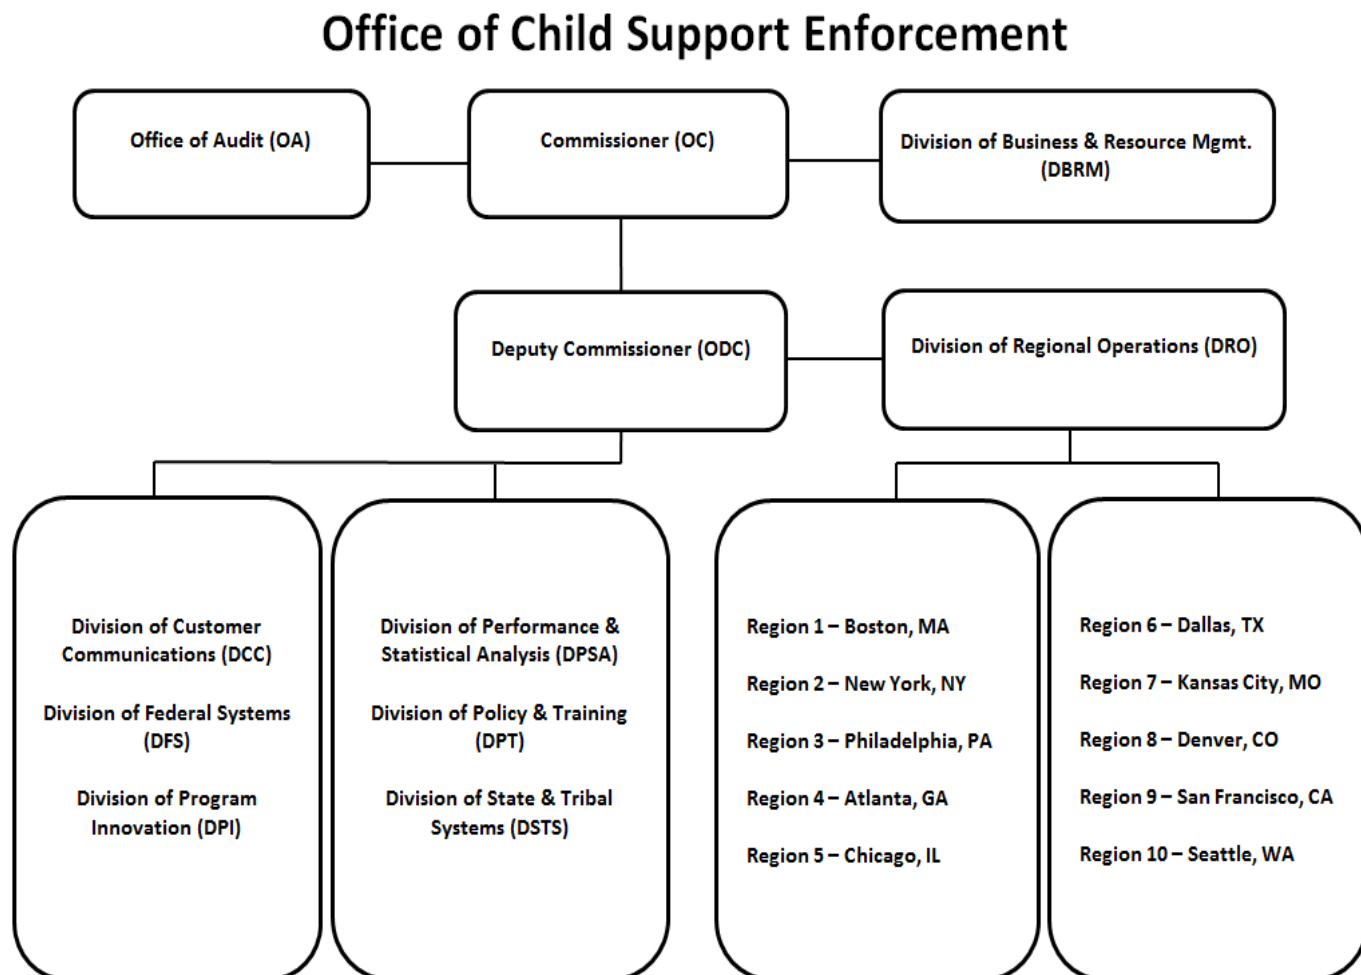 Office of Child Support Enforcement
Office of Audit (OA)
Commissioner (OC)
Division of Business & Resource Mgmt.
(DBRM)
Deputy Commissioner (ODC)
Division of Regional Operations (DRO)
Division of Customer
Communications (DCC)
Division of Federal Systems
(DFS)
Division of Program
Innovation (DPI)
Division of Performance &
Statistical Analysis (DPSA)
Division of Policy & Training
(DPT)
Division of State & Tribal
Systems (DSTS)
Region 1 – Boston, MA
Region 2 – New York, NY
Region 3 – Philadelphia, PA
Region 4 – Atlanta, GA
Region 5 – Chicago, IL
Region 6 – Dallas, TX
Region 7 – Kansas City, MO
Region 8 – Denver, CO
Region 9 – San Francisco, CA
Region 10 – Seattle, WA